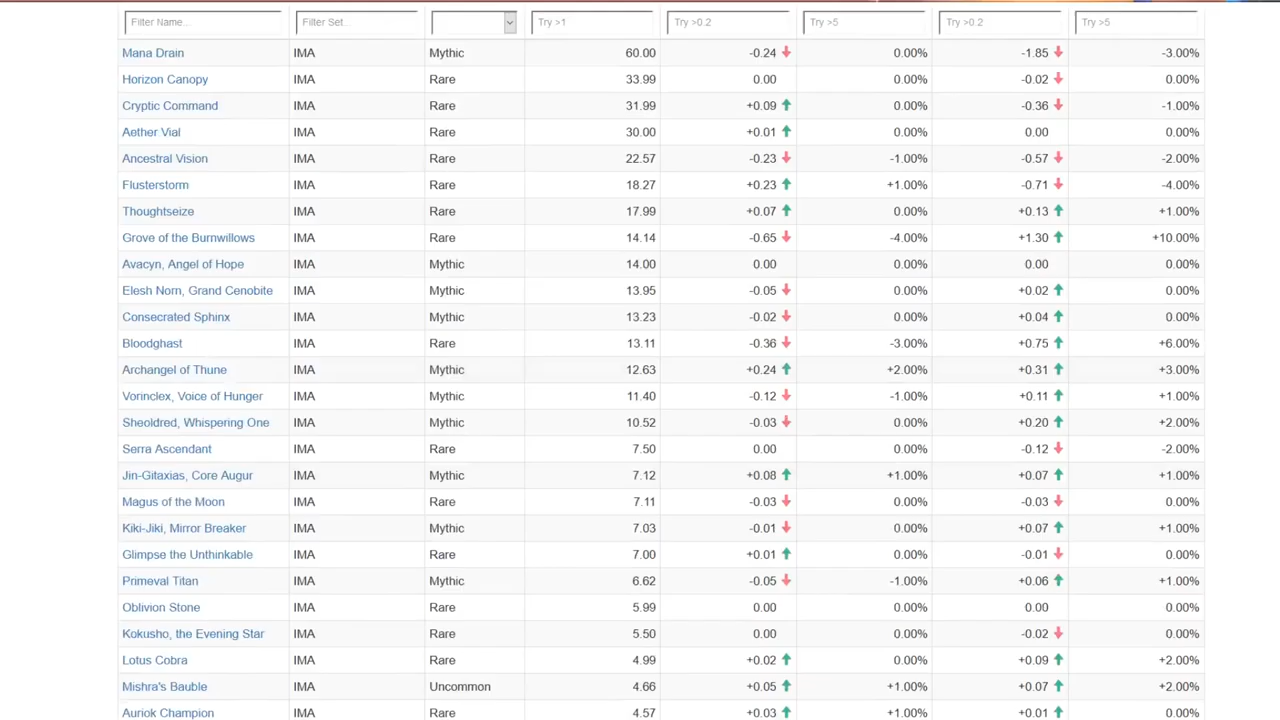 Filter Name... Filter Set... Try >1 Try >0.2 Try >5 Try >0.2 Try >5
Mana Drain IMA Mythic 60.00 -0.24 0.00% -1.85 -3.00%
Horizon Canopy IMA Rare 33.99 0.00 0.00% -0.02 0.00%
Cryptic Command IMA Rare 31.99 +0.09 0.00% -0.36 -1.00%
Aether Vial IMA Rare 30.00 +0.01 0.00% 0.00 0.00%
Ancestral Vision IMA Rare 22.57 -0.23 -1.00% -0.57 -2.00%
Flusterstorm IMA Rare 18.27 +0.23 +1.00% -0.71 -4.00%
Thoughtseize IMA Rare 17.99 +0.07 0.00% +0.13 +1.00%
Grove of the Burnwillows IMA Rare 14.14 -0.65 -4.00% +1.30 +10.00%
Avacyn, Angel of Hope IMA Mythic 14.00 0.00 0.00% 0.00 0.00%
Elesh Norn, Grand Cenobite IMA Mythic 13.95 -0.05 0.00% +0.02 0.00%
Consecrated Sphinx IMA Mythic 13.23 -0.02 0.00% +0.04 0.00%
Bloodghast IMA Rare 13.11 -0.36 -3.00% +0.75 +6.00%
Archangel of Thune IMA Mythic 12.63 +0.24 +2.00% +0.31 +3.00%
Vorinclex, Voice of Hunger IMA Mythic 11.40 -0.12 -1.00% +0.11 +1.00%
Sheoldred, Whispering One IMA Mythic 10.52 -0.03 0.00% +0.20 +2.00%
Serra Ascendant IMA Rare 7.50 0.00 0.00% -0.12 -2.00%
Jin-Gitaxias, Core Augur IMA Mythic 7.12 +0.08 +1.00% +0.07 +1.00%
Magus of the Moon IMA Rare 7.11 -0.03 0.00% -0.03 0.00%
Kiki-Jiki, Mirror Breaker IMA Mythic 7.03 -0.01 0.00% +0.07 +1.00%
Glimpse the Unthinkable IMA Rare 7.00 +0.01 0.00% -0.01 0.00%
Primeval Titan IMA Mythic 6.62 -0.05 -1.00% +0.06 +1.00%
Oblivion Stone IMA Rare 5.99 0.00 0.00% 0.00 0.00%
Kokusho, the Evening Star IMA Rare 5.50 0.00 0.00% -0.02 0.00%
Lotus Cobra IMA Rare 4.99 +0.02 0.00% +0.09 +2.00%
Mishra's Bauble IMA Uncommon 4.66 +0.05 +1.00% +0.07 +2.00%
Auriok Champion IMA Rare 4.57 +0.03 +1.00% +0.01 0.00%